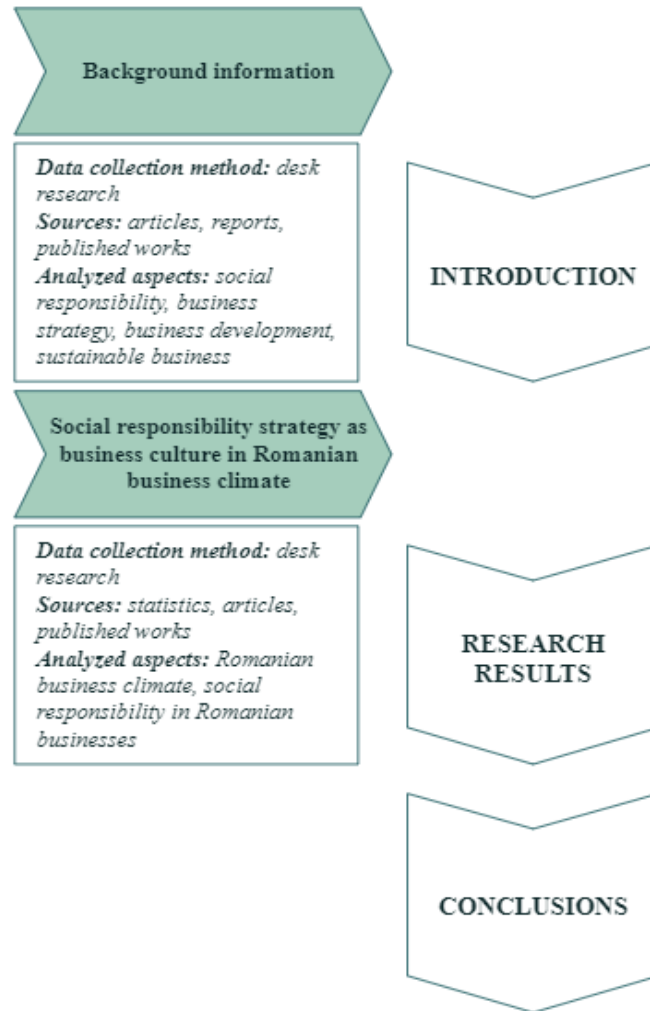 Background information
Data collection method: desk
research
Sources: articles, reports,
published works
Analyzed aspects: social
responsibility, business
strategy, business development,
sustainable business
INTRODUCTION
Social responsibility strategy as
business culture in Romanian
business climate
Data collection method: desk
research
Sources: statistics, articles,
published works
Analyzed aspects: Romanian
business climate, social
responsibility in Romanian
businesses
RESEARCH
RESULTS
CONCLUSIONS